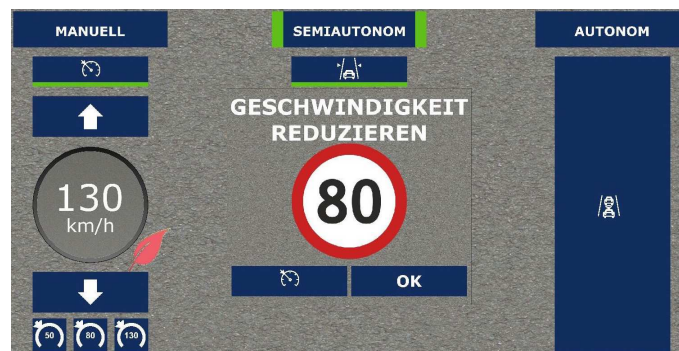 MANUELL
SEMIAUTONOM
AUTONOM
GESCHWINDIGKEIT
REDUZIEREN
130
km/h
80
OK
50
80
130